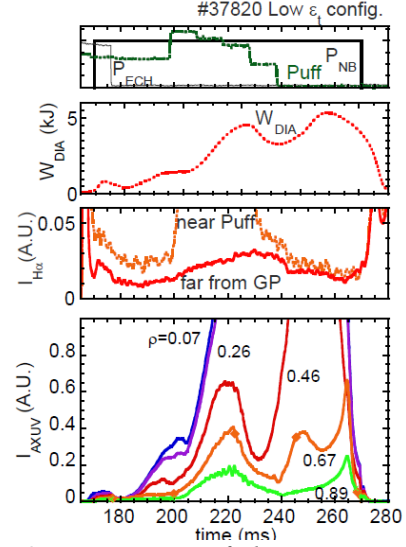 #37820 Low εt config.
PECH
Puff
PNB
WDIA (kJ)
4
2
0
WDIA
IHα (A.U.)
0.05
0
near Puff
far from GP
IAXUV (A.U.)
0.8
0.6
0.4
0.2
0
ρ=0.07
0.26
0.46
0.67
0.89
180 200 220 240 260 280
time (ms)